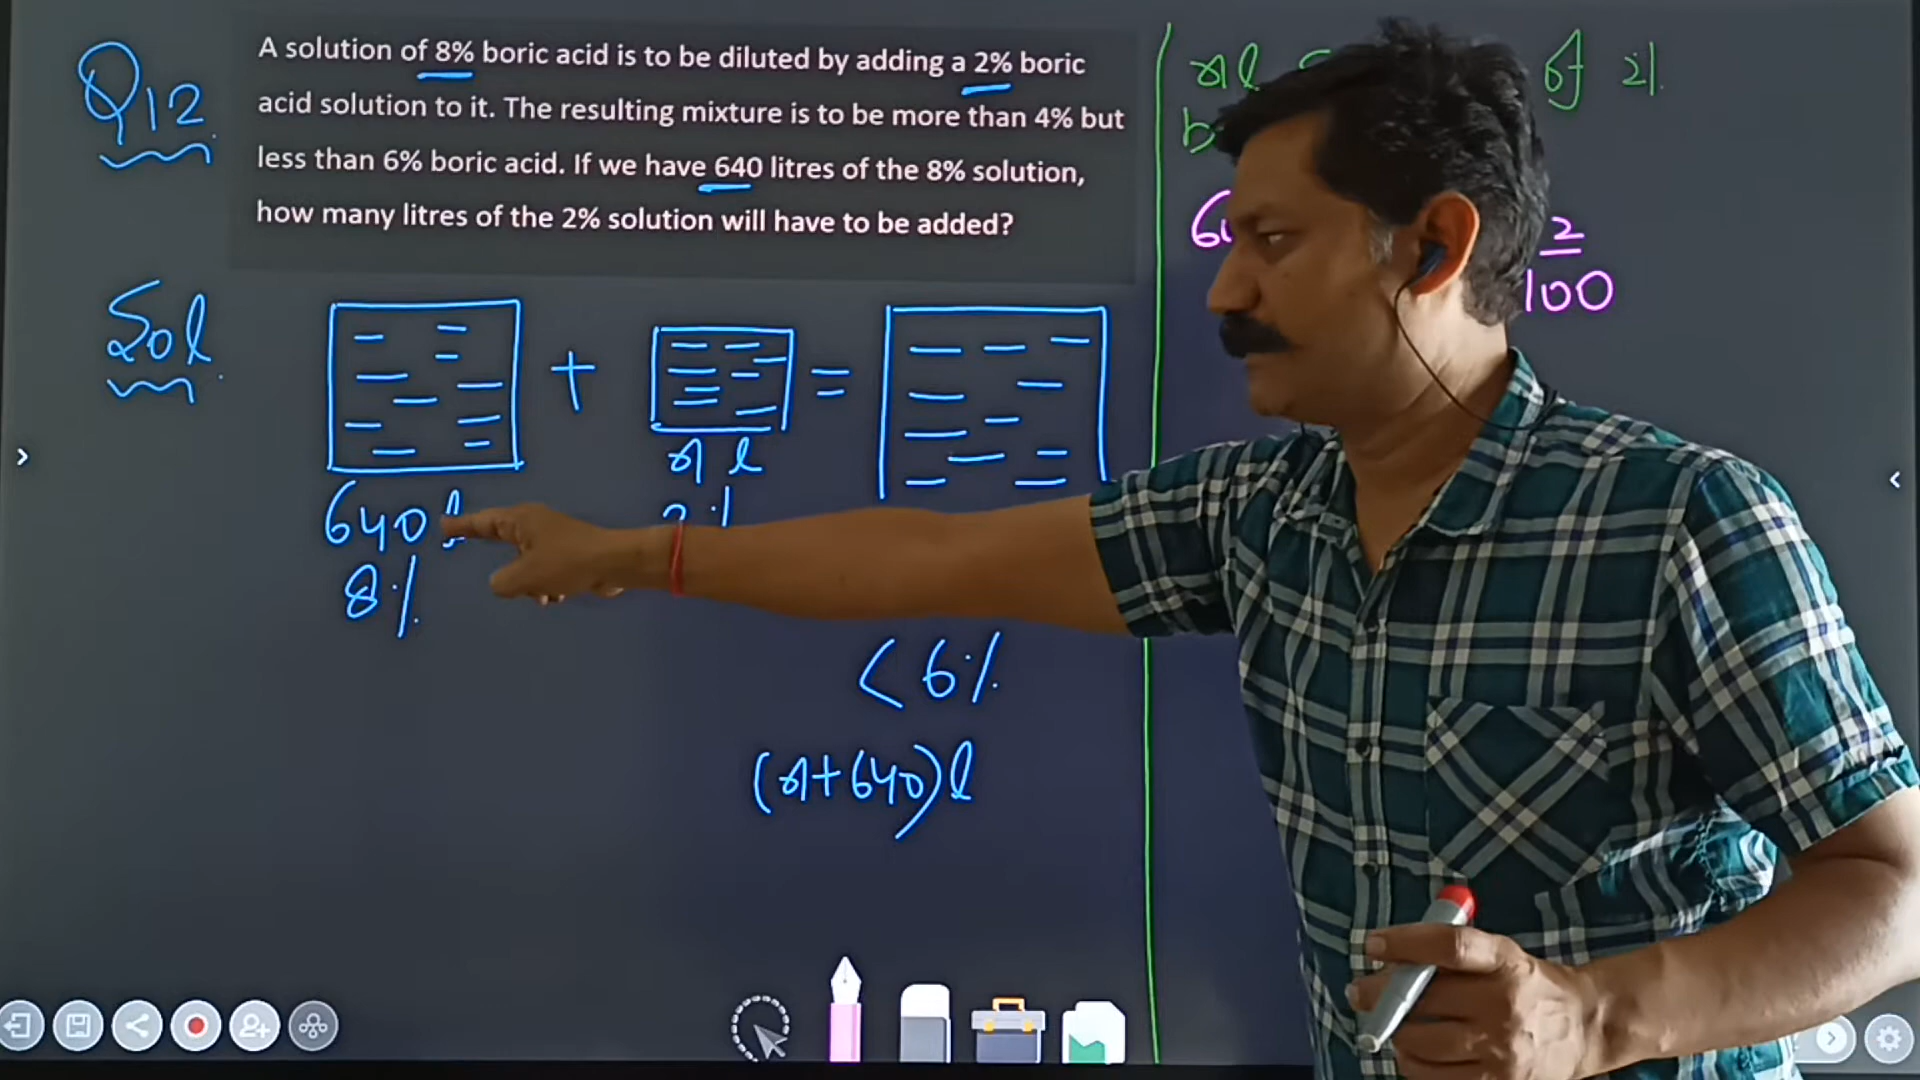 Q12
A solution of 8% boric acid is to be diluted by adding a 2% boric
acid solution to it. The resulting mixture is to be more than 4% but
less than 6% boric acid. If we have 640 litres of the 8% solution,
how many litres of the 2% solution will have to be added?
Sol.
+ =
x l
640 l
8%
< 6%
(x+640) l
x l of 2%
2
100